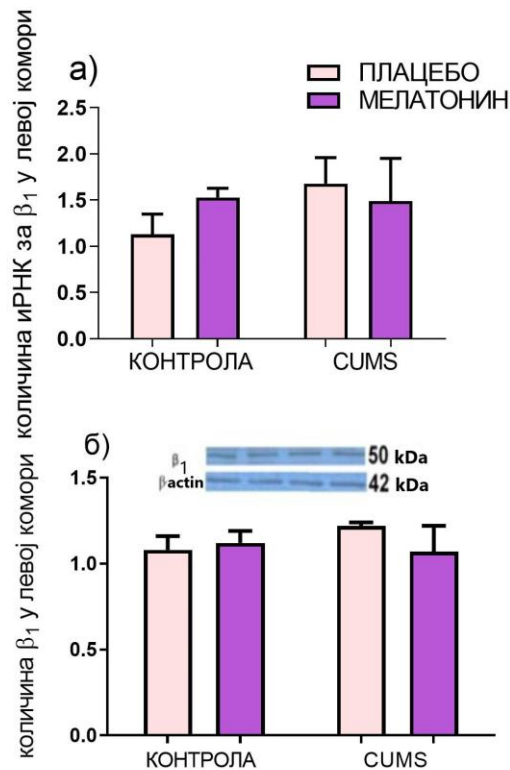 а)
ПЛАЦЕБО
МЕЛАТОНИН
количина иРНК за β1 у левој комори
2.5
2.0
1.5
1.0
0.5
0.0
КОНТРОЛА
CUMS
б)
β1
50 kDa
βactin
42 kDa
количина β1 у левој комори
1.5
1.0
0.5
0.0
КОНТРОЛА
CUMS